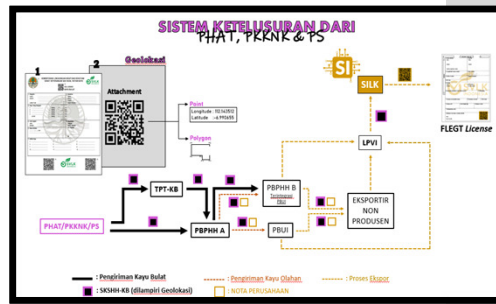 SISTEM KETELUSURAN DARI
PHAT, PKKNK & PS
1
2
Geolokasi
Attachment
Point
Polygon
SI
SILK
FLEGT License
LPVI
TPT-KB
PBPHH B
PHAT/PKKNK/PS
PBPHH A
PBUI
EKSPORTIR
NON
PRODUSEN
: Pengiriman Kayu Bulat
: Pengiriman Kayu Olahan
: Proses Ekspor
: SKSHH-KB (dilampiri Geolokasi)
: NOTA PERUSAHAAN